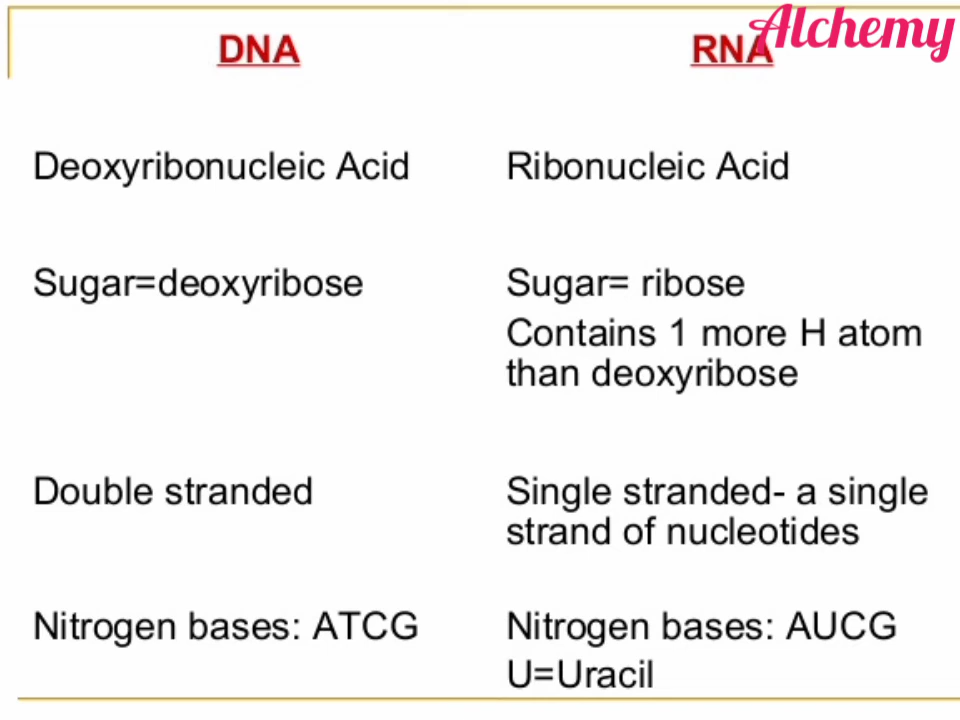 Alchemy
DNA
RNA
Deoxyribonucleic Acid
Ribonucleic Acid
Sugar=deoxyribose
Sugar= ribose
Contains 1 more H atom
than deoxyribose
Double stranded
Single stranded- a single
strand of nucleotides
Nitrogen bases: ATCG
Nitrogen bases: AUCG
U=Uracil